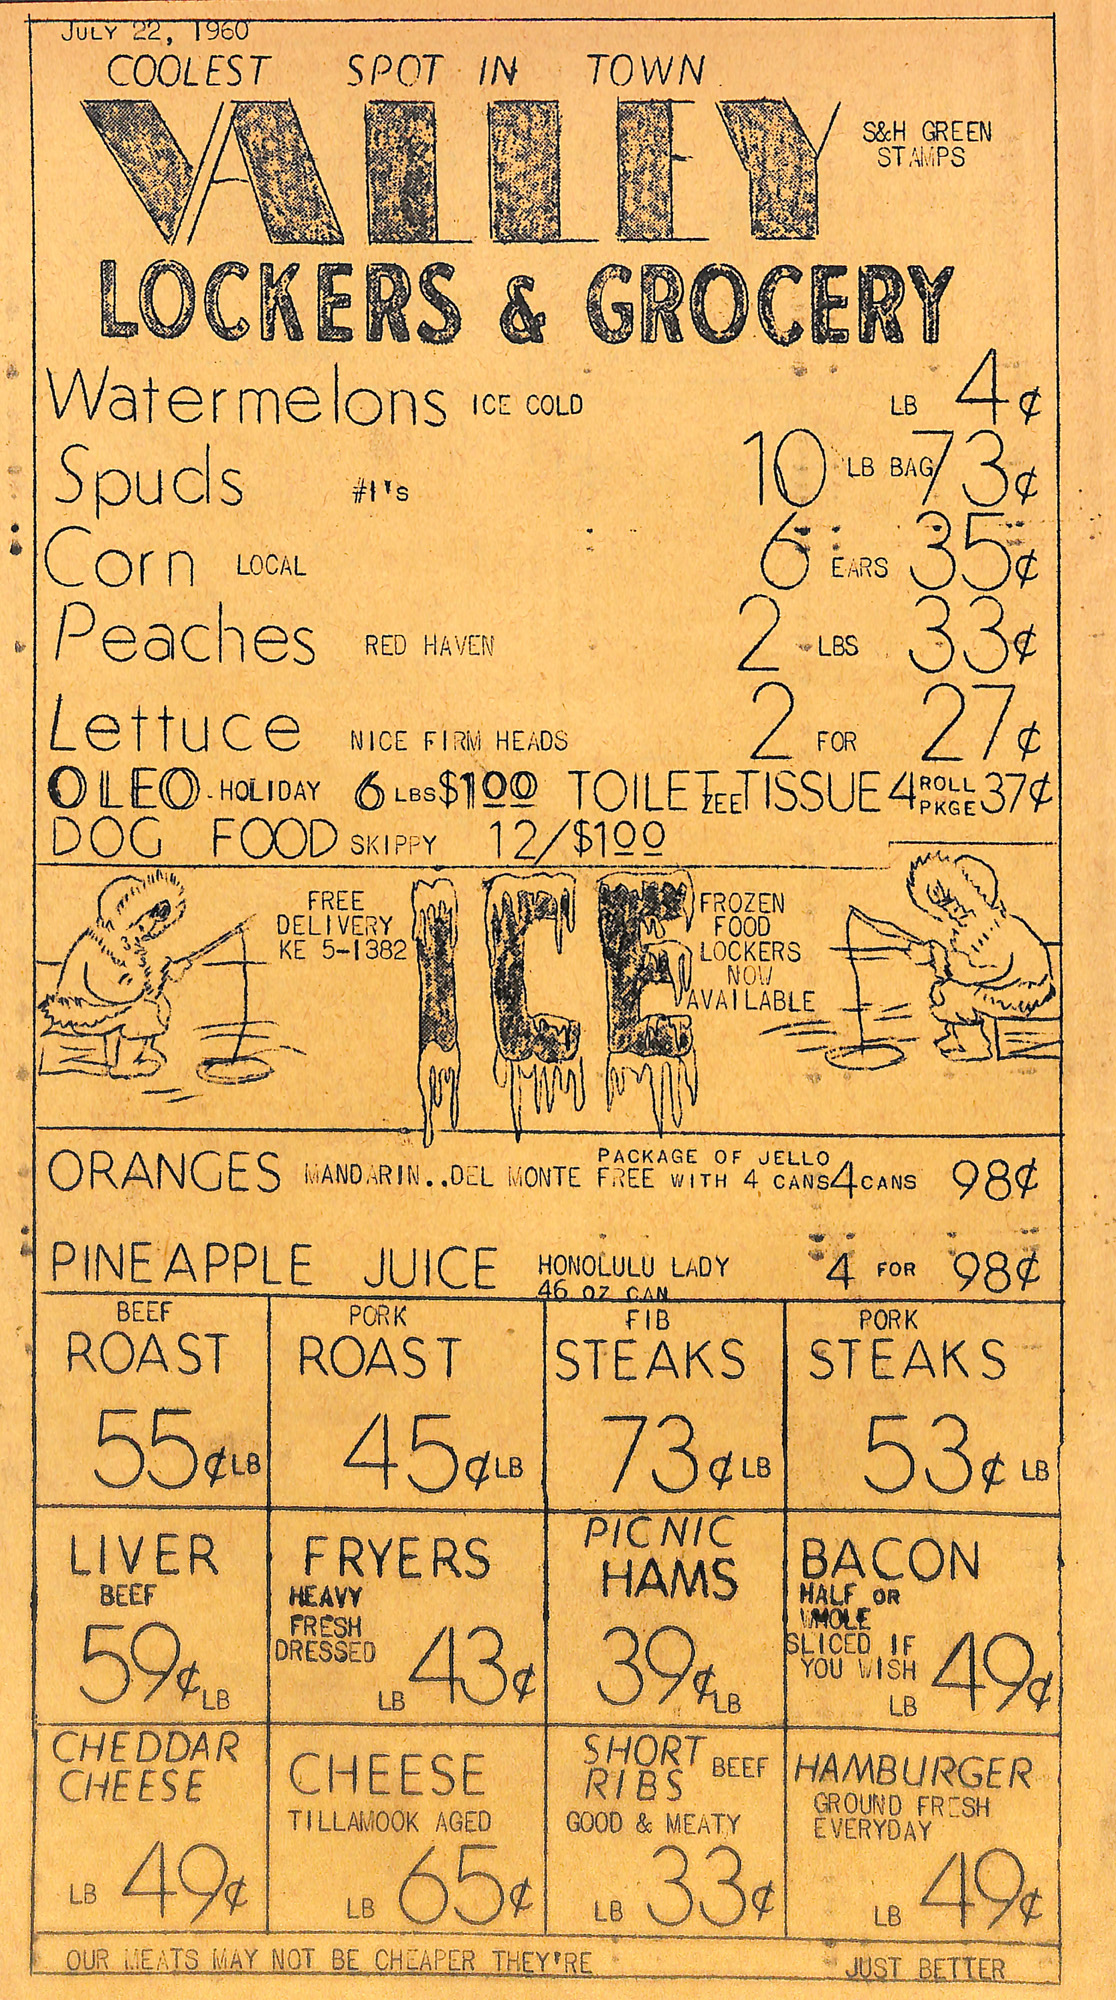 JULY 22, 1960
COOLEST SPOT IN TOWN
VALLEY
S&H GREEN
STAMPS
LOCKERS & GROCERY
Watermelons ICE COLD LB 4¢
Spuds #1's 10 LB BAG 73¢
Corn LOCAL 6 EARS 35¢
Peaches RED HAVEN 2 LBS 33¢
Lettuce NICE FIRM HEADS 2 FOR 27¢
OLEO-HOLIDAY 6 LBS $100 TOILET ZEE TISSUE 4 ROLL PKGE 37¢
DOG FOOD SKIPPY 12/$100
FREE
DELIVERY
KE 5-1382
ICE
FROZEN
FOOD
LOCKERS
NOW
AVAILABLE
ORANGES MANDARIN..DEL MONTE PACKAGE OF JELLO
FREE WITH 4 CANS 4 CANS 98¢
PINEAPPLE JUICE HONOLULU LADY 4 FOR 98¢
46 OZ CAN
BEEF
ROAST
55¢ LB
PORK
ROAST
45¢ LB
FIB
STEAKS
73¢ LB
PORK
STEAKS
53¢ LB
LIVER
BEEF
59¢ LB
FRYERS
HEAVY
FRESH
DRESSED
LB 43¢
PICNIC
HAMS
39¢ LB
BACON
HALF OR
WHOLE
SLICED IF
YOU WISH
LB 49¢
CHEDDAR
CHEESE
LB 49¢
CHEESE
TILLAMOOK AGED
LB 65¢
SHORT
RIBS BEEF
GOOD & MEATY
LB 33¢
HAMBURGER
GROUND FRESH
EVERYDAY
LB 49¢
OUR MEATS MAY NOT BE CHEAPER THEY'RE JUST BETTER